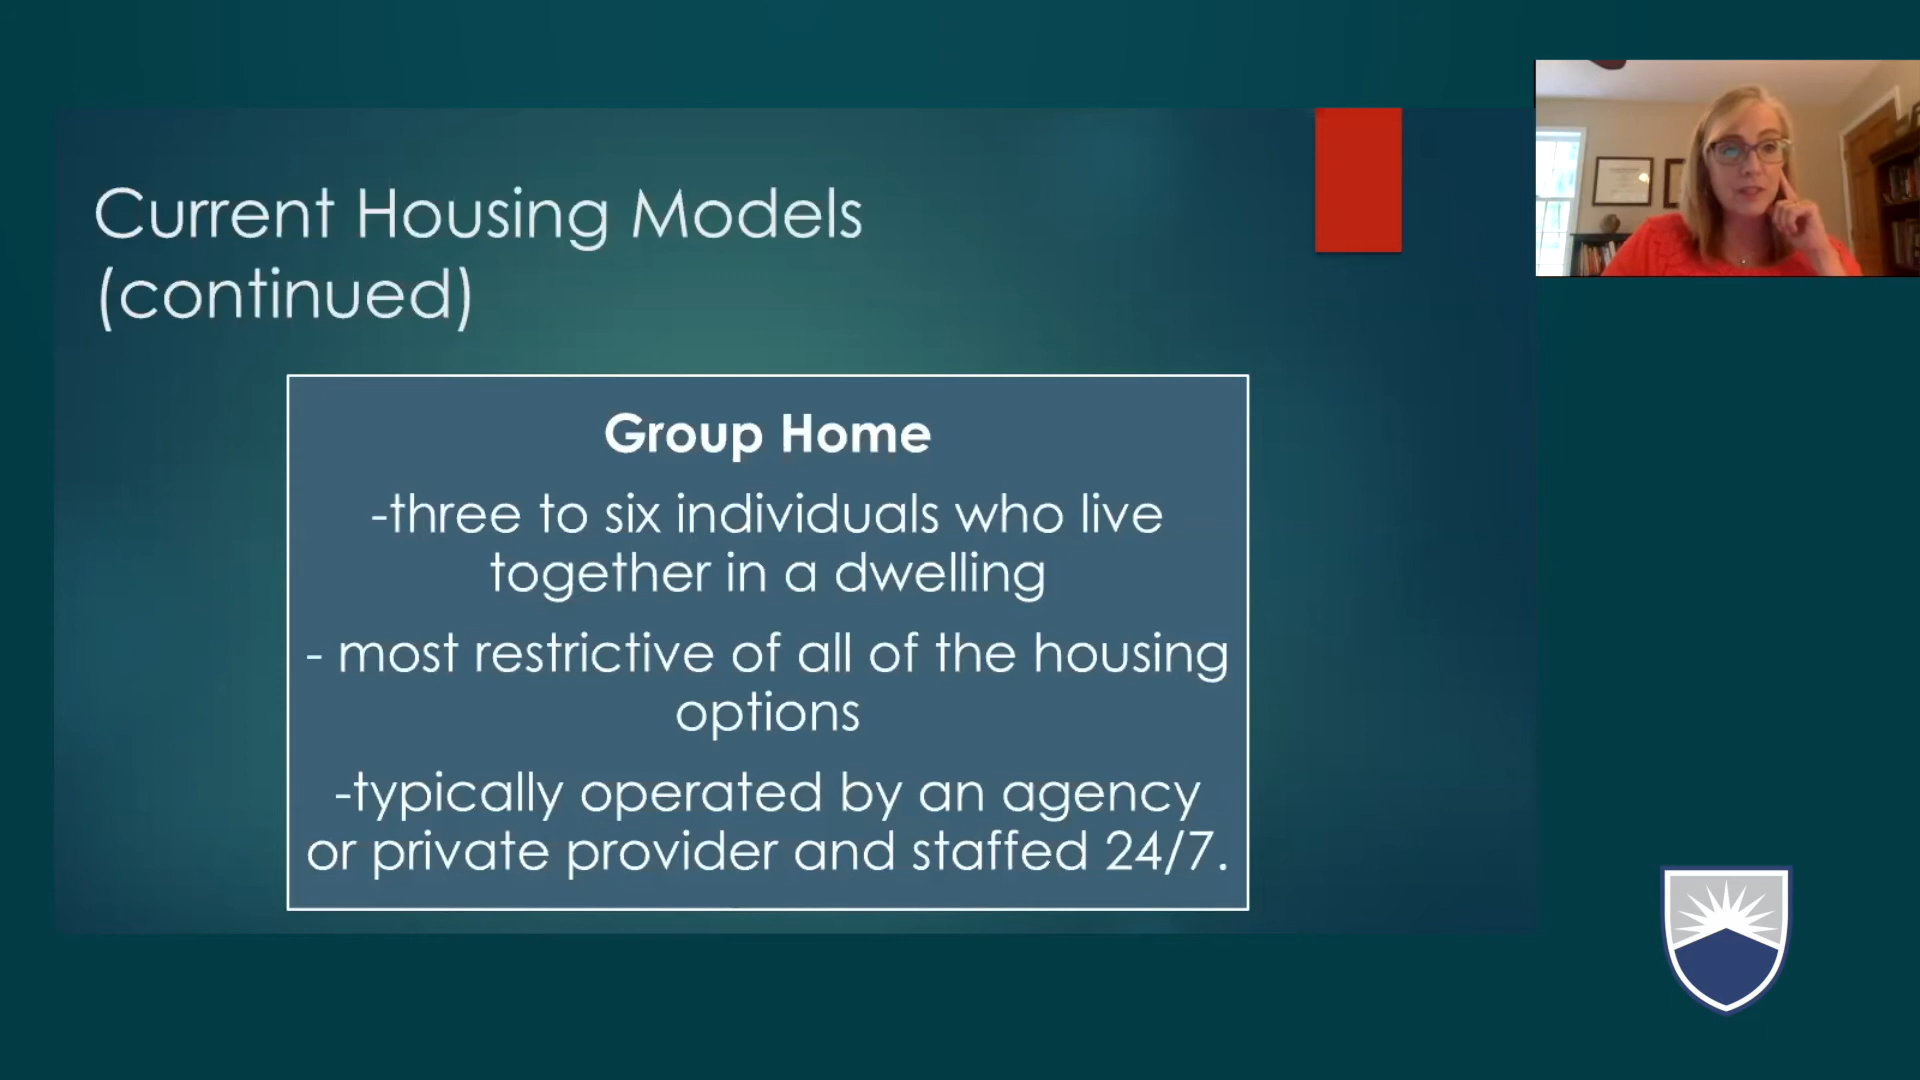 Current Housing Models
(continued)
Group Home
-three to six individuals who live
together in a dwelling
- most restrictive of all of the housing
options
-typically operated by an agency
or private provider and staffed 24/7.